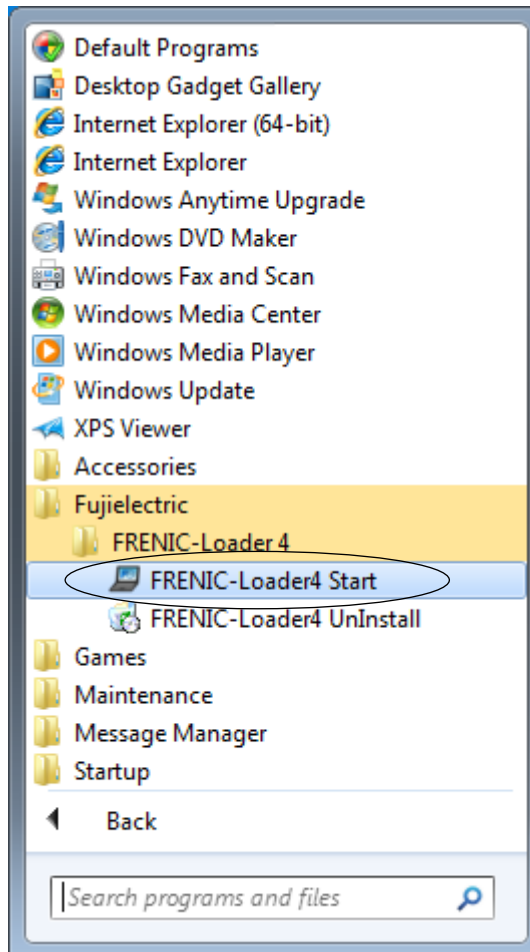 Default Programs
Desktop Gadget Gallery
Internet Explorer (64-bit)
Internet Explorer
Windows Anytime Upgrade
Windows DVD Maker
Windows Fax and Scan
Windows Media Center
Windows Media Player
Windows Update
XPS Viewer
Accessories
Fujielectric
FRENIC-Loader 4
FRENIC-Loader4 Start
FRENIC-Loader4 UnInstall
Games
Maintenance
Message Manager
Startup
Back
Search programs and files